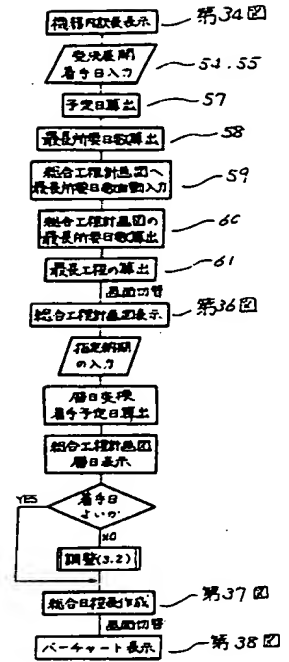 機器内訳表表示
第34図
受注展開
着手日入力
54.55
予定日算出
57
最長所要日数算出
58
総合工程計画図へ
最長所要日数自動入力
59
総合工程計画図の
最長所要日数算出
60
最長工程の算出
61
画面切替
総合工程計画図表示
第36図
指定納期
の入力
暦日変換
着手予定日算出
総合工程計画図
暦日表示
着手日
よいか
YES
NO
調整(3.2)
総合日程表作成
第37図
画面切替
バーチャート表示
第38図